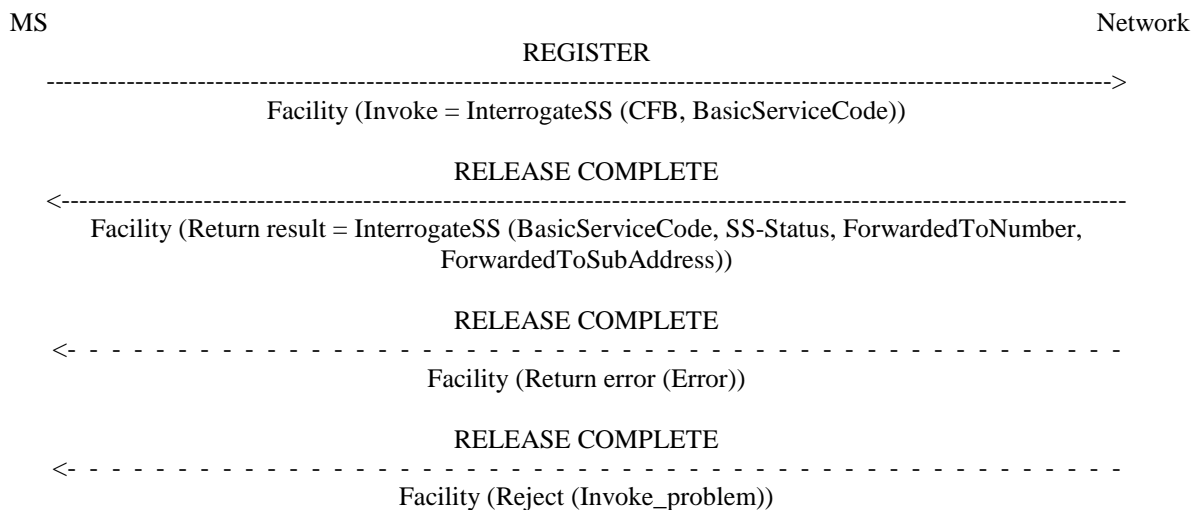 MS Network
REGISTER
------------------------------------------------------------------------------------------------------------------------>
Facility (Invoke = InterrogateSS (CFB, BasicServiceCode))
RELEASE COMPLETE
<------------------------------------------------------------------------------------------------------------------------
Facility (Return result = InterrogateSS (BasicServiceCode, SS-Status, ForwardedToNumber,
ForwardedToSubAddress))
RELEASE COMPLETE
<- - - - - - - - - - - - - - - - - - - - - - - - - - - - - - - - - - - - - - - - - - - - - - - - - - - - - - - - - -
Facility (Return error (Error))
RELEASE COMPLETE
<- - - - - - - - - - - - - - - - - - - - - - - - - - - - - - - - - - - - - - - - - - - - - - - - - - - - - - - - - -
Facility (Reject (Invoke_problem))